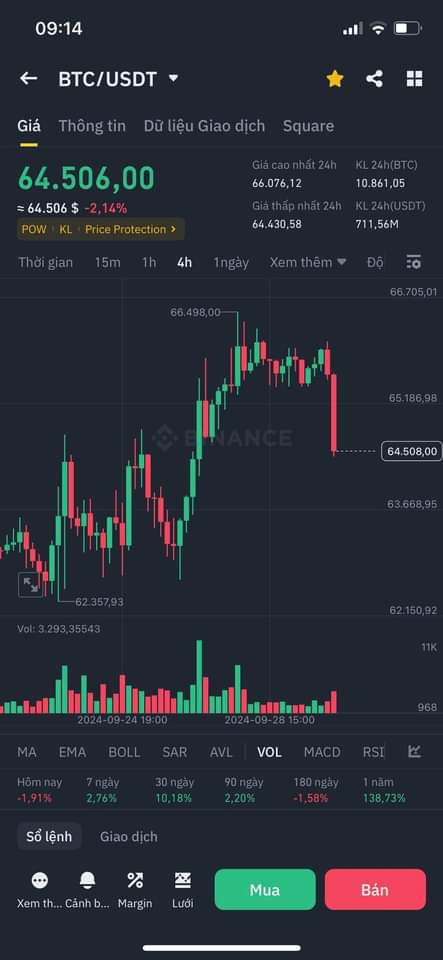 09:14
BTC/USDT
Giá Thông tin Dữ liệu Giao dịch Square
64.506,00
≈ 64.506 $ -2,14%
POW KL Price Protection
Giá cao nhất 24h KL 24h(BTC)
66.076,12 10.861,05
Giá thấp nhất 24h KL 24h(USDT)
64.430,58 711,56M
Thời gian 15m 1h 4h 1ngày Xem thêm Độ
66.705,01
66.498,00
65.186,98
BINANCE
64.508,00
63.668,95
62.357,93
62.150,92
Vol: 3.293,35543
11K
968
2024-09-24 19:00 2024-09-28 15:00
MA EMA BOLL SAR AVL VOL MACD RSI
Hôm nay 7 ngày 30 ngày 90 ngày 180 ngày 1 năm
-1,91% 2,76% 10,18% 2,20% -1,58% 138,73%
Sổ lệnh Giao dịch
Xem th... Cảnh b... Margin Lưới
Mua Bán